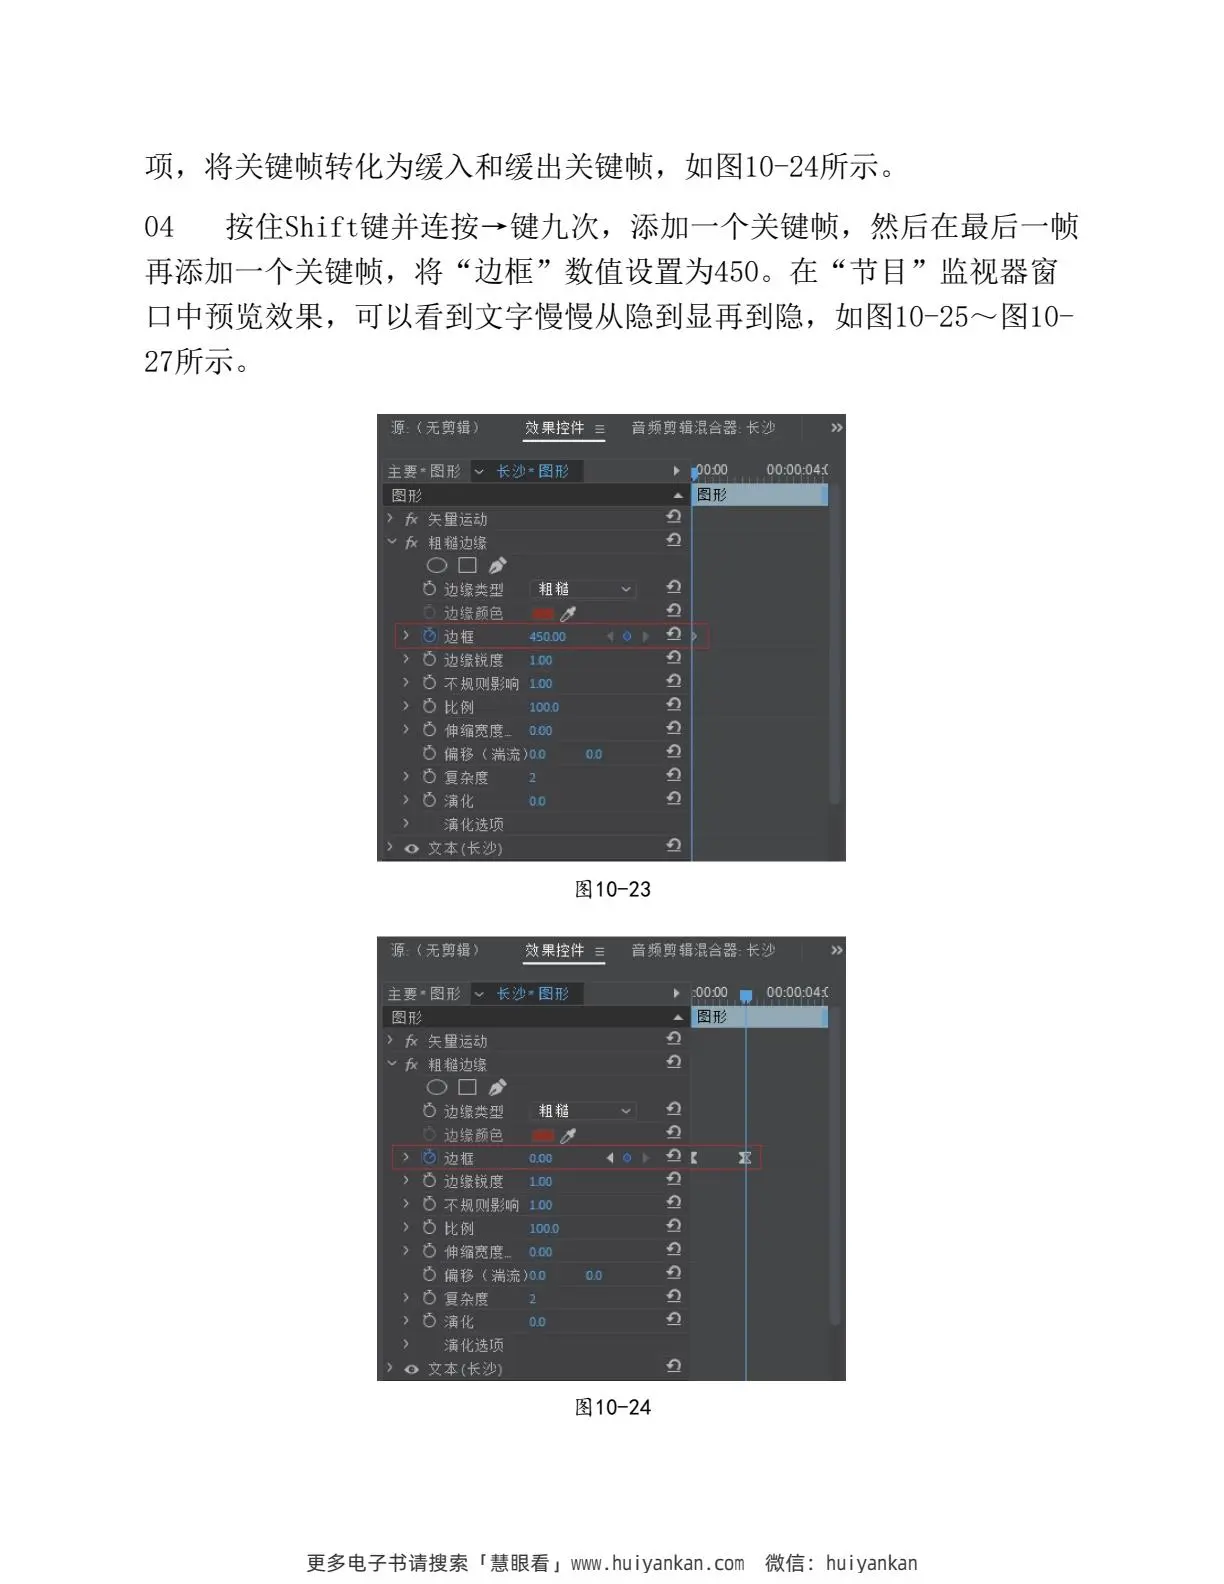 项，将关键帧转化为缓入和缓出关键帧，如图10-24所示。
04 按住Shift键并连按→键九次，添加一个关键帧，然后在最后一帧
再添加一个关键帧，将“边框”数值设置为450。在“节目”监视器窗
口中预览效果，可以看到文字慢慢从隐到显再到隐，如图10-25～图10-
27所示。
源:（无剪辑） 效果控件 音频剪辑混合器: 长沙
主要*图形 长沙*图形 :00:00 00:00:04:0
图形 图形
fx 矢量运动
fx 粗糙边缘
边缘类型 粗糙
边缘颜色
边框 450.00
边缘锐度 1.00
不规则影响 1.00
比例 100.0
伸缩宽度... 0.00
偏移（湍流） 0.0 0.0
复杂度 2
演化 0.0
演化选项
文本(长沙)
图10-23
源:（无剪辑） 效果控件 音频剪辑混合器: 长沙
主要*图形 长沙*图形 :00:00 00:00:04:0
图形 图形
fx 矢量运动
fx 粗糙边缘
边缘类型 粗糙
边缘颜色
边框 0.00
边缘锐度 1.00
不规则影响 1.00
比例 100.0
伸缩宽度... 0.00
偏移（湍流） 0.0 0.0
复杂度 2
演化 0.0
演化选项
文本(长沙)
图10-24
更多电子书请搜索「慧眼看」www.huiyankan.com 微信: huiyankan